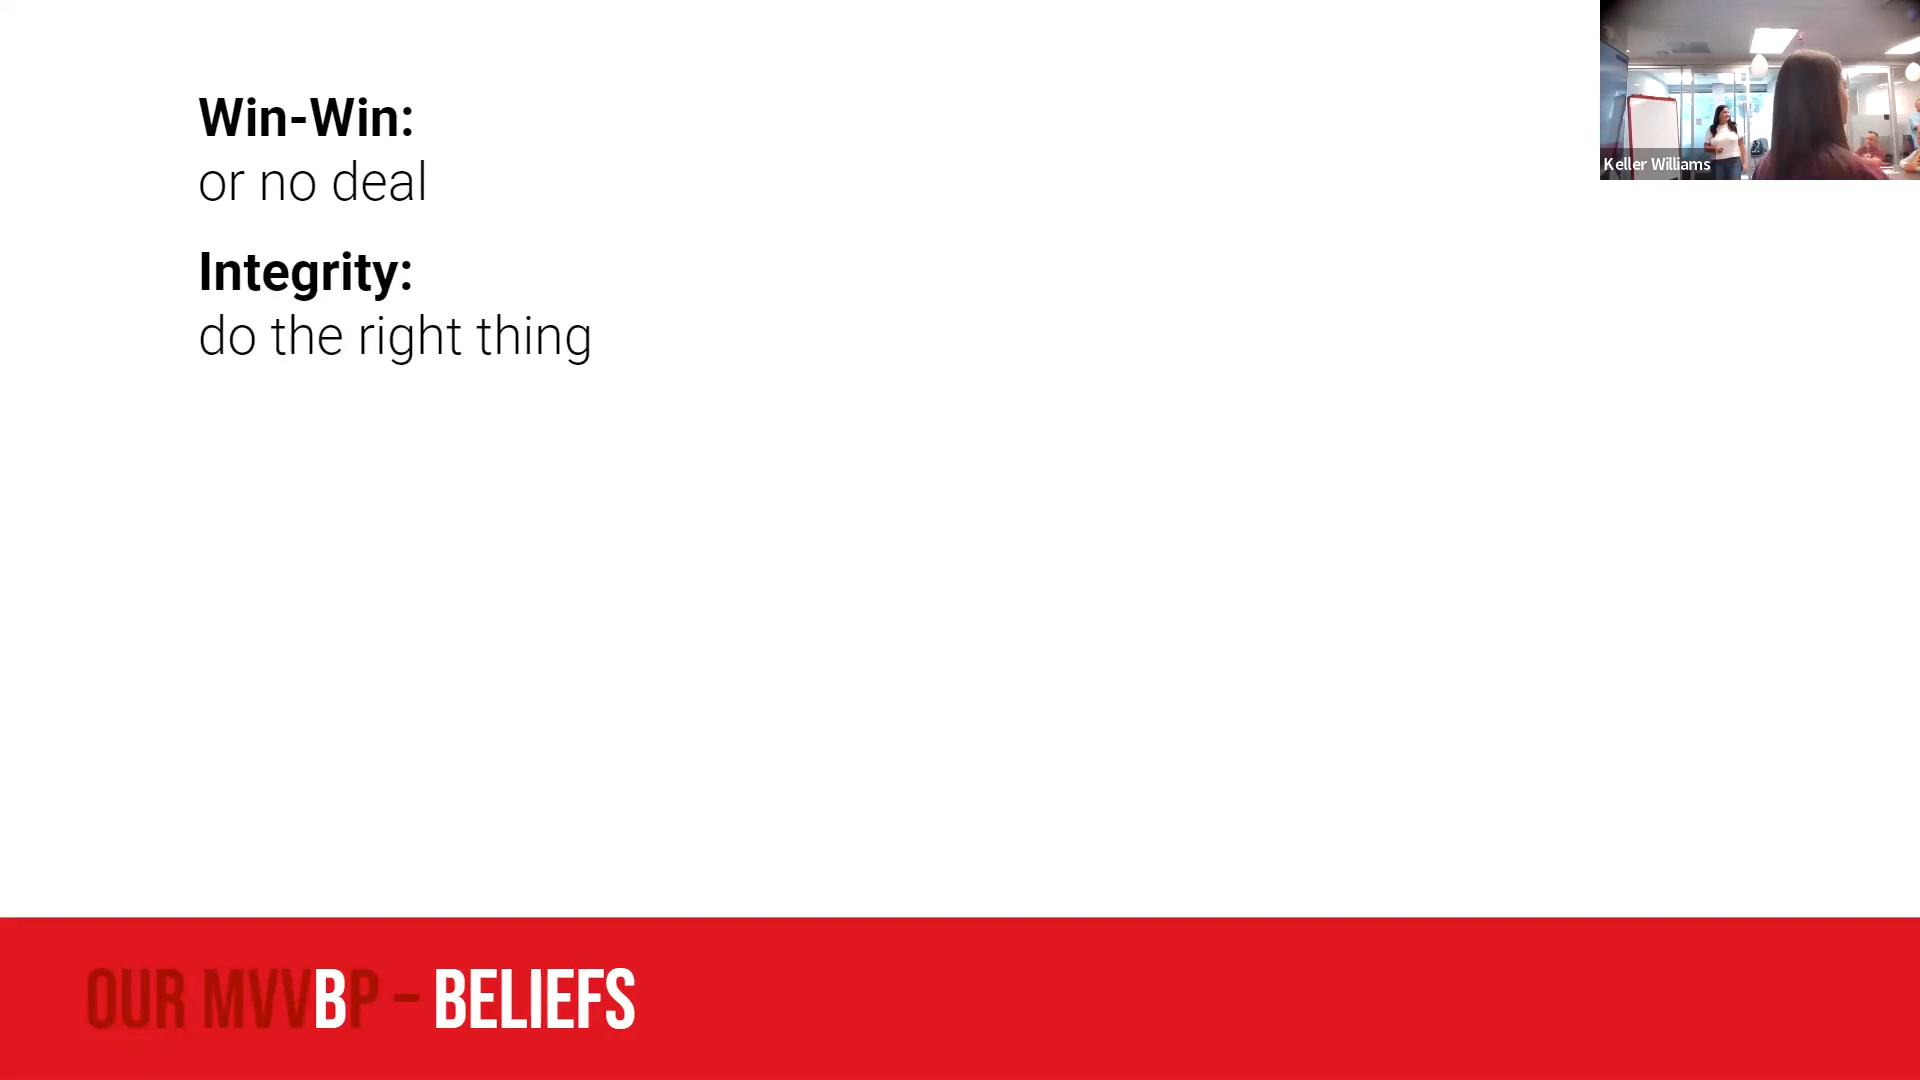 Win-Win:
or no deal
Integrity:
do the right thing
Keller Williams
OUR MVVBP – BELIEFS